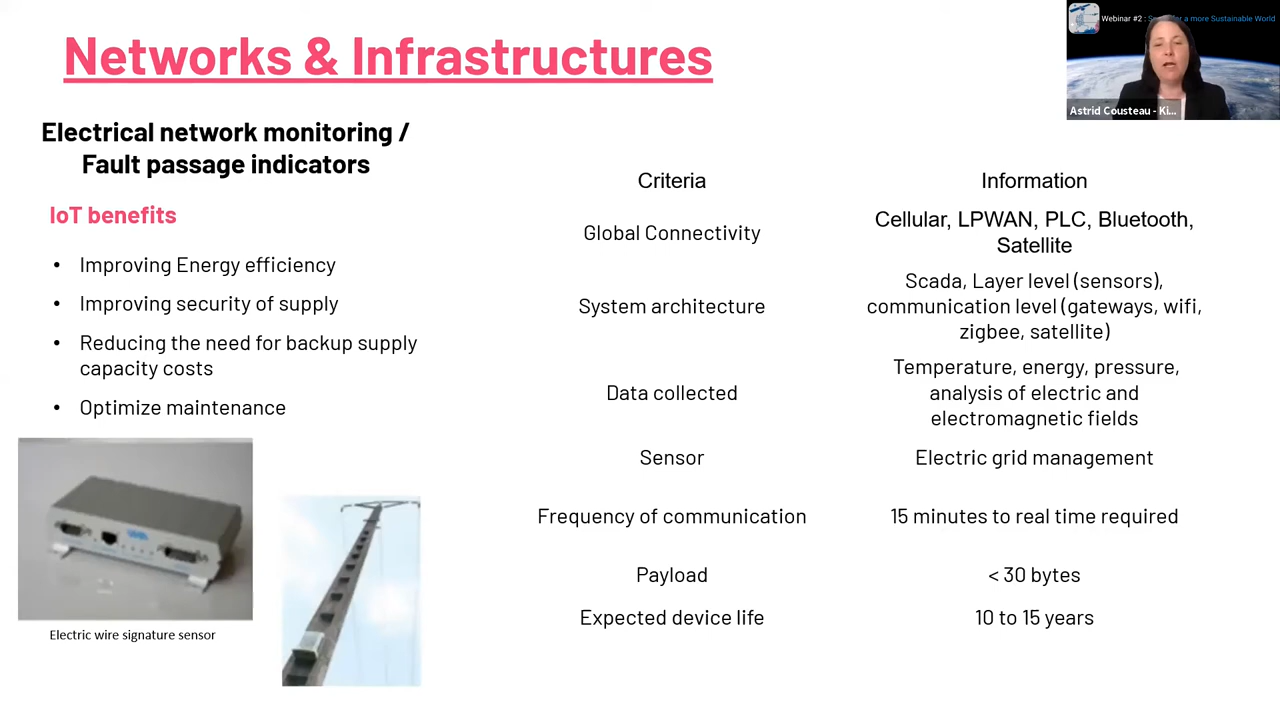 Networks & Infrastructures
Webinar #2 : S for a more Sustainable World
Astrid Cousteau - Ki...
Electrical network monitoring /
Fault passage indicators
IoT benefits
• Improving Energy efficiency
• Improving security of supply
• Reducing the need for backup supply
capacity costs
• Optimize maintenance
Electric wire signature sensor
Criteria
Information
Global Connectivity
Cellular, LPWAN, PLC, Bluetooth,
Satellite
System architecture
Scada, Layer level (sensors),
communication level (gateways, wifi,
zigbee, satellite)
Data collected
Temperature, energy, pressure,
analysis of electric and
electromagnetic fields
Sensor
Electric grid management
Frequency of communication
15 minutes to real time required
Payload
< 30 bytes
Expected device life
10 to 15 years